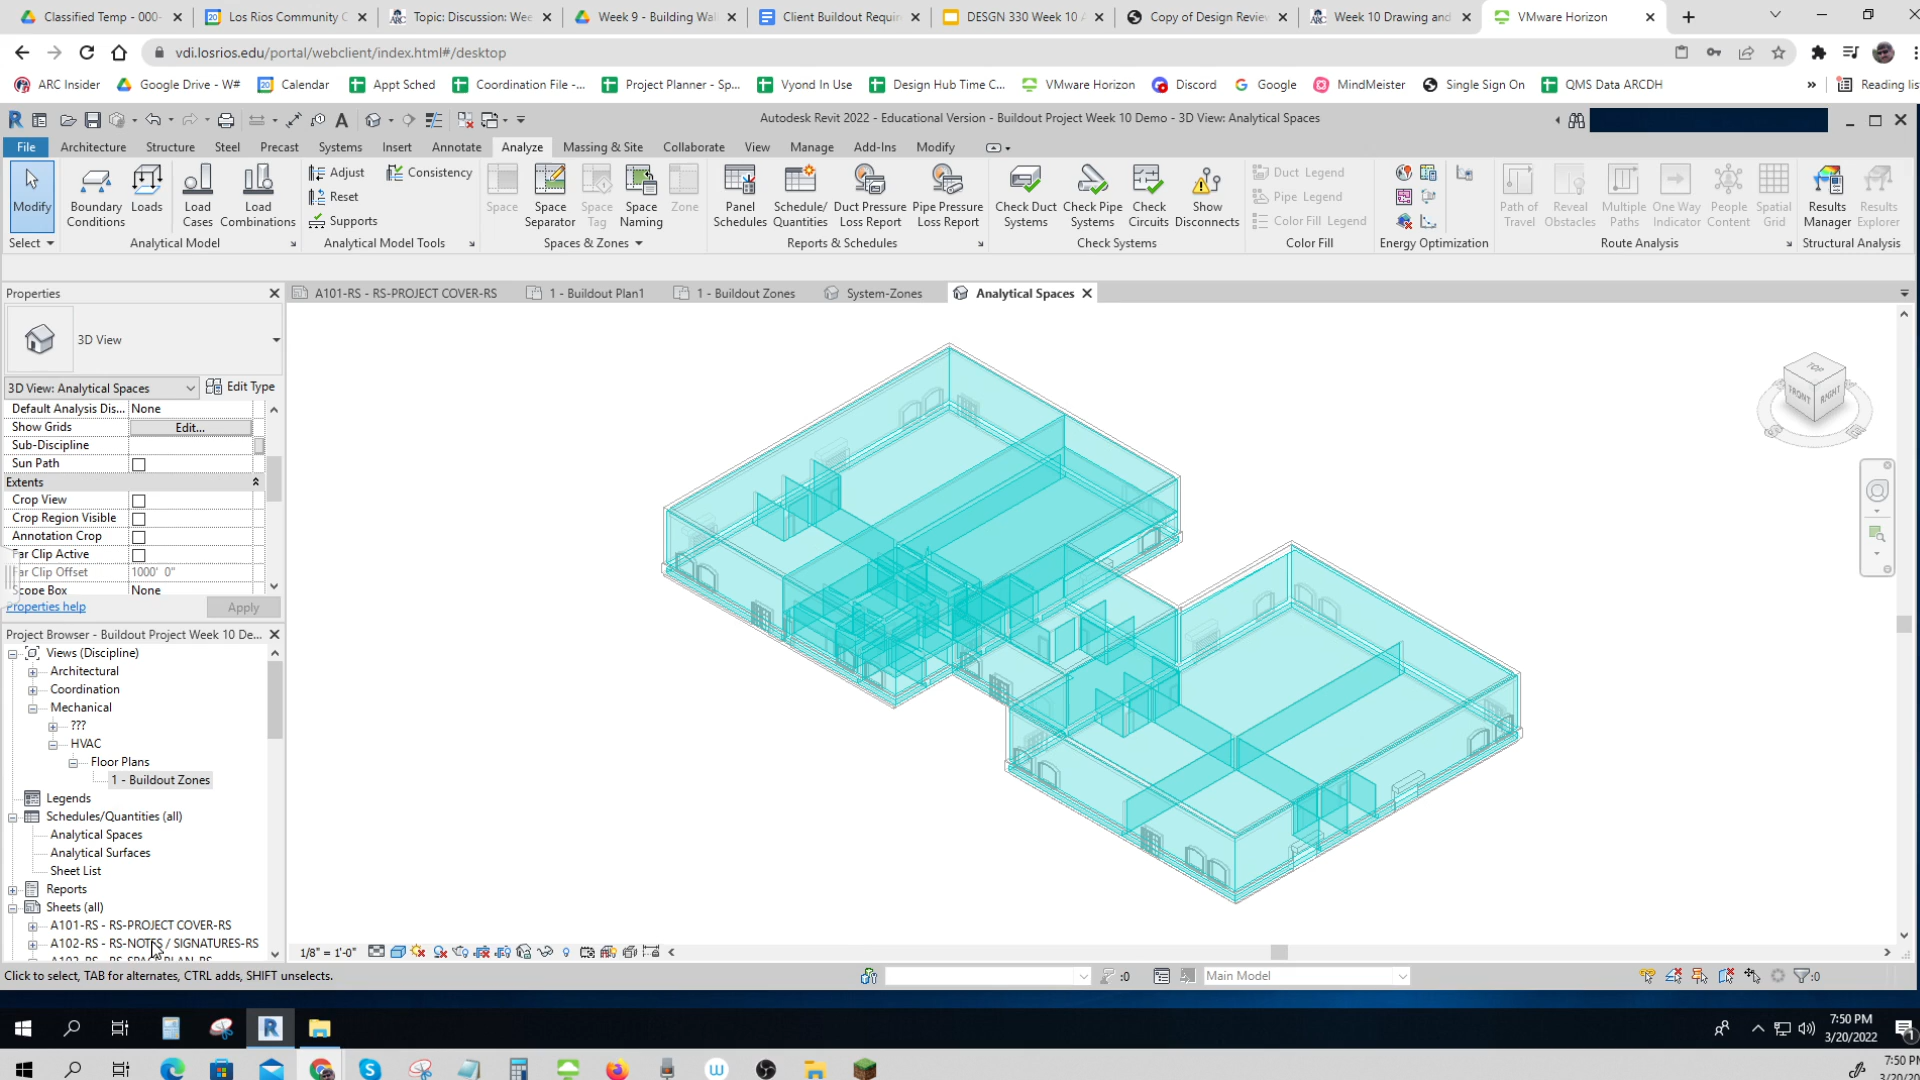 Classified Temp - 000-
Los Rios Community C
Topic: Discussion: Wee
Week 9 - Building Wal
Client Buildout Requir
DESGN 330 Week 10 A
Copy of Design Review
Week 10 Drawing and
VMware Horizon
vdi.losrios.edu/portal/webclient/index.html#/desktop
ARC Insider
Google Drive - W#
Calendar
Appt Sched
Coordination File -...
Project Planner - Sp...
Vyond In Use
Design Hub Time C...
VMware Horizon
Discord
Google
MindMeister
Single Sign On
QMS Data ARCDH
»
Reading lis
Autodesk Revit 2022 - Educational Version - Buildout Project Week 10 Demo - 3D View: Analytical Spaces
File Architecture Structure Steel Precast Systems Insert Annotate Analyze Massing & Site Collaborate View Manage Add-Ins Modify
Modify
Boundary Conditions
Loads
Load Cases
Load Combinations
Adjust
Reset
Supports
Consistency
Space
Space Separator
Space Tag
Space Naming
Zone
Panel Schedules
Schedule/ Quantities
Duct Pressure Loss Report
Pipe Pressure Loss Report
Check Duct Systems
Check Pipe Systems
Check Circuits
Show Disconnects
Duct Legend
Pipe Legend
Color Fill Legend
Path of Travel
Reveal Obstacles
Multiple Paths
One Way Indicator
People Content
Spatial Grid
Results Manager
Results Explorer
Select
Analytical Model
Analytical Model Tools
Spaces & Zones
Reports & Schedules
Check Systems
Color Fill
Energy Optimization
Route Analysis
Structural Analysis
Properties
A101-RS - RS-PROJECT COVER-RS
1 - Buildout Plan1
1 - Buildout Zones
System-Zones
Analytical Spaces
3D View
3D View: Analytical Spaces
Edit Type
Default Analysis Dis... None
Show Grids Edit...
Sub-Discipline
Sun Path
Extents
Crop View
Crop Region Visible
Annotation Crop
Far Clip Active
Far Clip Offset 1000' 0"
Scope Box None
Properties help
Apply
Project Browser - Buildout Project Week 10 De...
Views (Discipline)
Architectural
Coordination
Mechanical
???
HVAC
Floor Plans
1 - Buildout Zones
Legends
Schedules/Quantities (all)
Analytical Spaces
Analytical Surfaces
Sheet List
Reports
Sheets (all)
A101-RS - RS-PROJECT COVER-RS
A102-RS - RS-NOTES / SIGNATURES-RS
TOP
FRONT
RIGHT
1/8" = 1'-0"
Click to select, TAB for alternates, CTRL adds, SHIFT unselects.
:0
Main Model
:0
7:50 PM
3/20/2022
1
7:50 PM
3/20/20